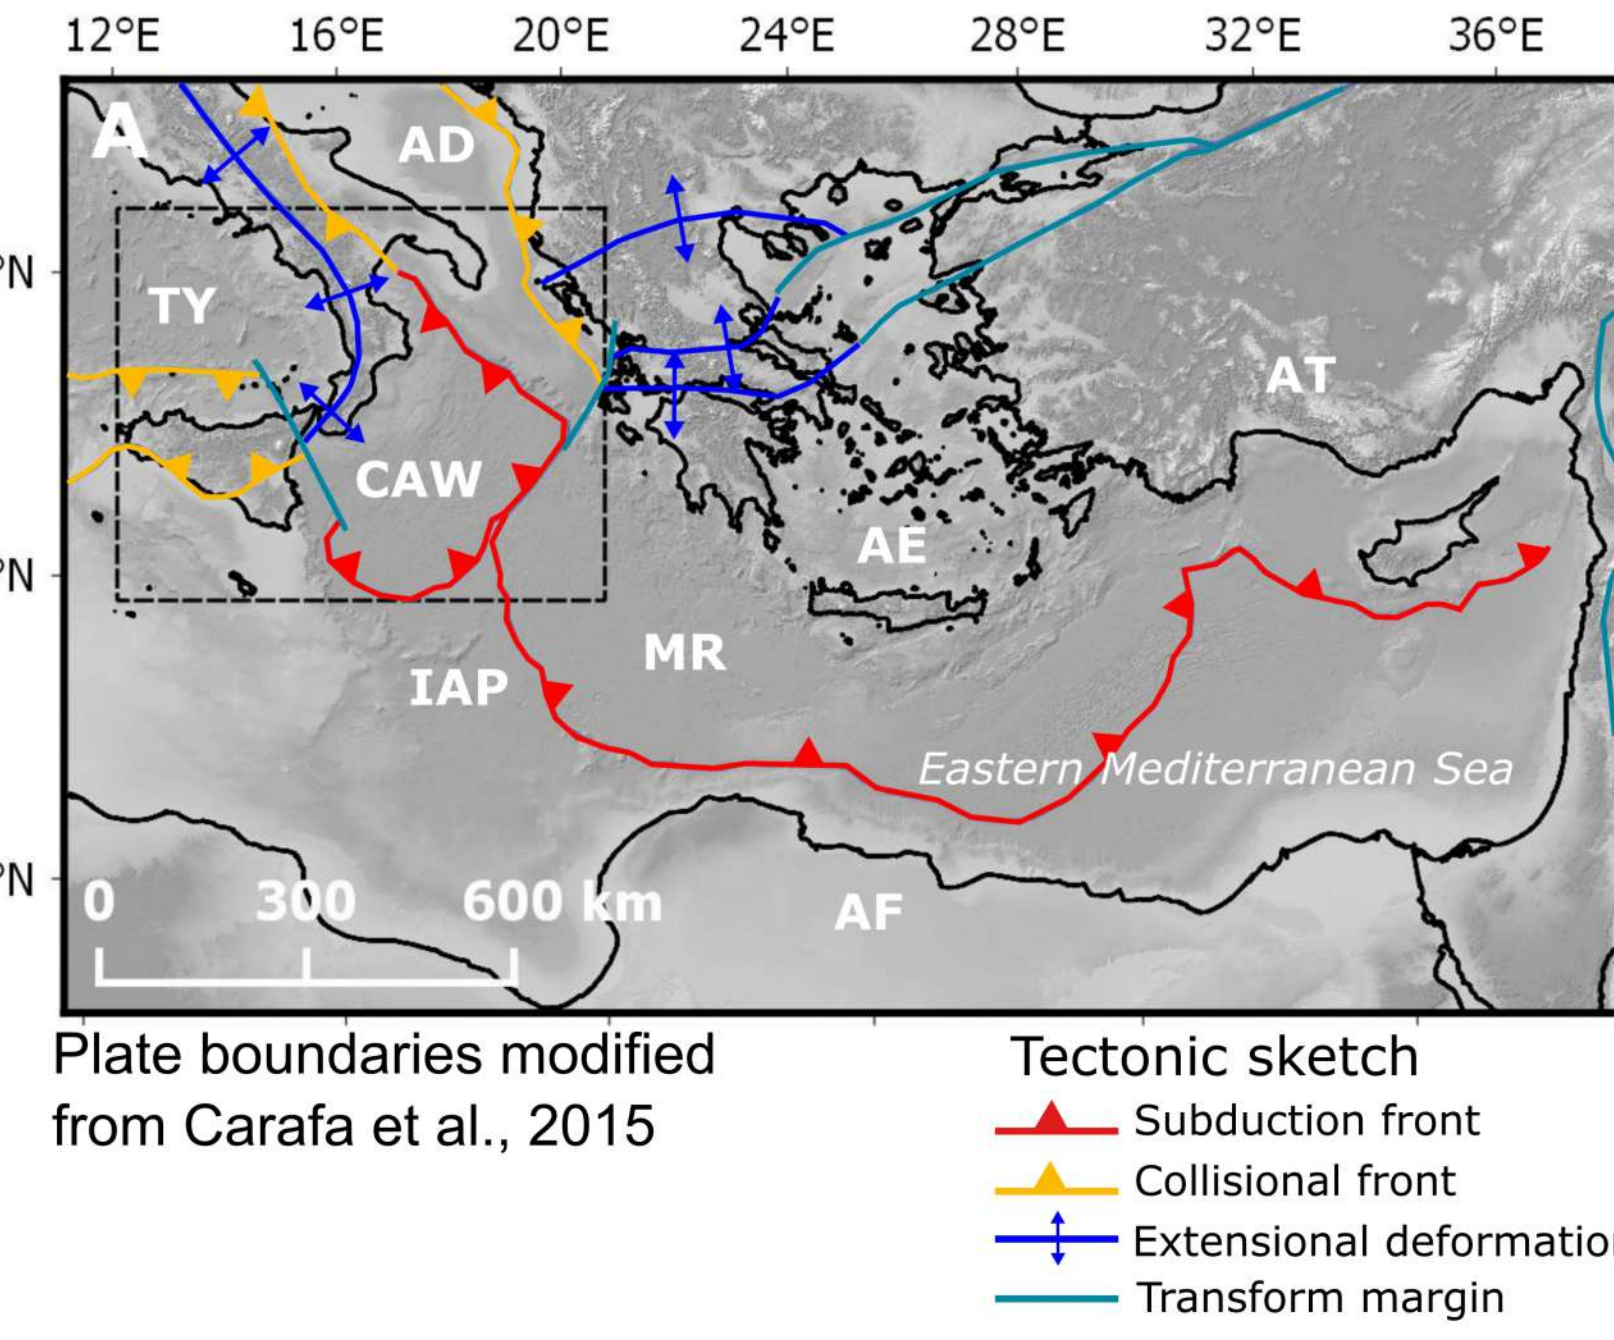 12°E 16°E 20°E 24°E 28°E 32°E 36°E
A
AD
°N
TY
AT
CAW
AE
°N
MR
IAP
Eastern Mediterranean Sea
°N
0 300 600 km
AF
Plate boundaries modified
from Carafa et al., 2015
Tectonic sketch
Subduction front
Collisional front
Extensional deformatio
Transform margin